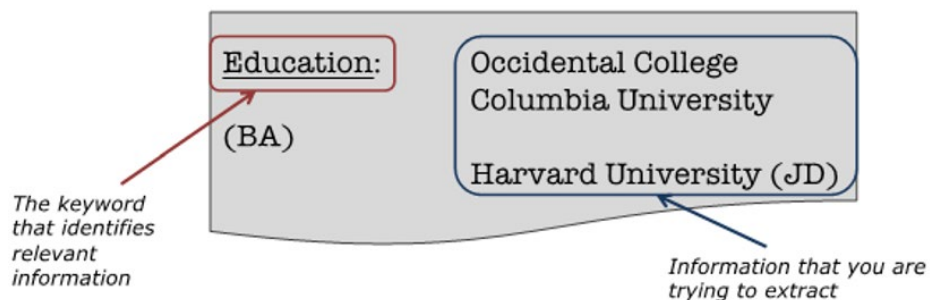 Education:
Occidental College
Columbia University
(BA)
Harvard University (JD)
The keyword
that identifies
relevant
information
Information that you are
trying to extract